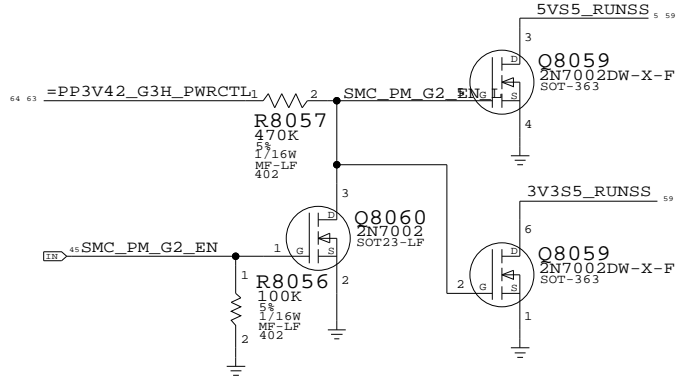 5VS5_RUNSS 5 59
3
D
Q8059
2N7002DW-X-F
SOT-363
64 63 =PP3V42_G3H_PWRCTL 1 2 SMC_PM_G2_EN_L 5 G S
R8057
470K
5%
1/16W
MF-LF
402
4
3
3V3S5_RUNSS 59
D
Q8060
2N7002
SOT23-LF
6
IN 45 SMC_PM_G2_EN 1 G S
D
Q8059
2N7002DW-X-F
SOT-363
1
R8056
100K
5%
1/16W
MF-LF
402
2
2
2 G S
1